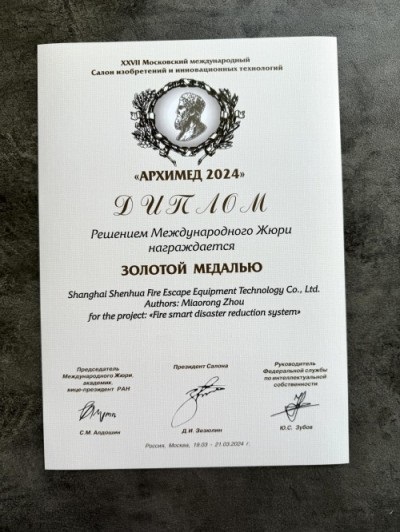 XXVII Московский международный
Салон изобретений и инновационных технологий
«АРХИМЕД 2024»
ДИПЛОМ
Решением Международного Жюри
награждается
ЗОЛОТОЙ МЕДАЛЬЮ
Shanghai Shenhua Fire Escape Equipment Technology Co., Ltd.
Authors: Miaorong Zhou
for the project: «Fire smart disaster reduction system»
Председатель
Международного Жюри,
академик,
вице-президент РАН
С.М. Алдошин
Президент Салона
Д.И. Зезюлин
Руководитель
Федеральной службы
по интеллектуальной
собственности
Ю.С. Зубов
Россия, Москва, 19.03 - 21.03.2024 г.